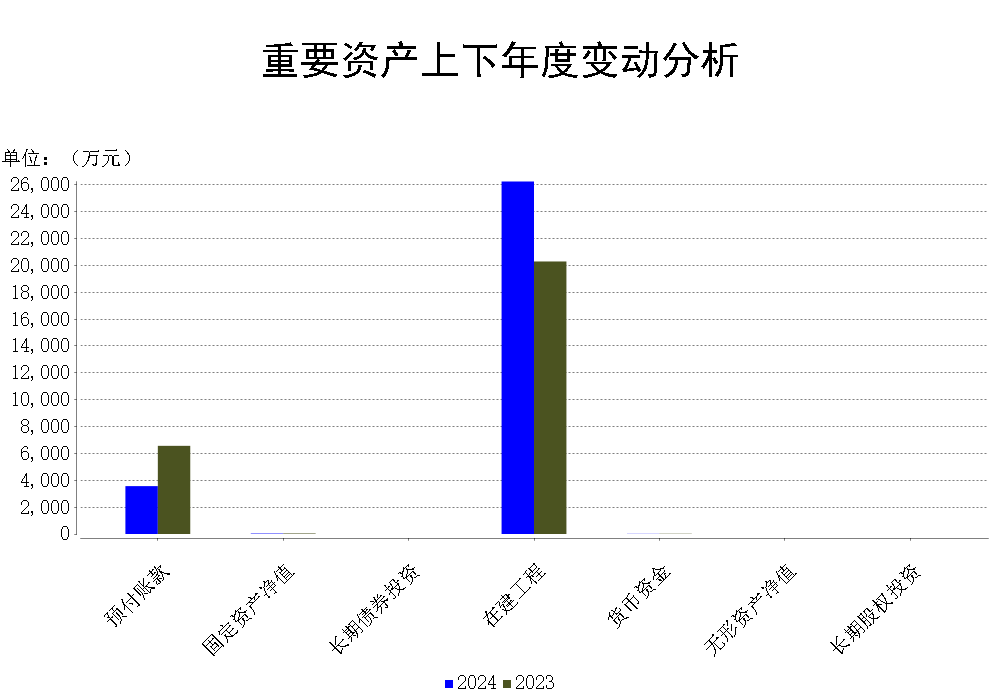 重要资产上下年度变动分析
单位：（万元）
26,000
24,000
22,000
20,000
18,000
16,000
14,000
12,000
10,000
8,000
6,000
4,000
2,000
0
预付账款
固定资产净值
长期债券投资
在建工程
货币资金
无形资产净值
长期股权投资
2024 2023